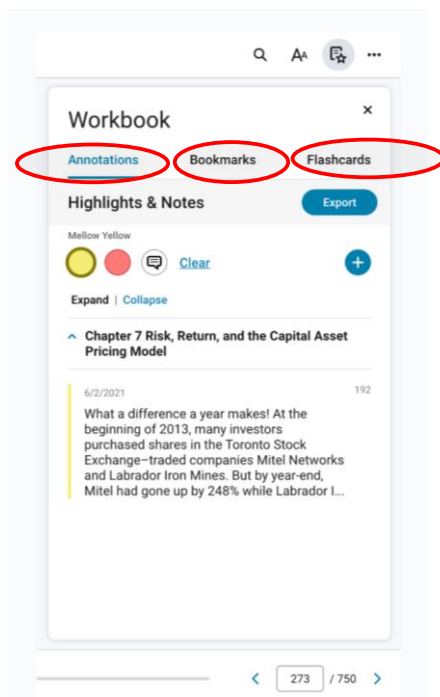 AA
Workbook
Annotations Bookmarks Flashcards
Highlights & Notes Export
Mellow Yellow
Clear
Expand | Collapse
Chapter 7 Risk, Return, and the Capital Asset
Pricing Model
6/2/2021 192
What a difference a year makes! At the
beginning of 2013, many investors
purchased shares in the Toronto Stock
Exchange–traded companies Mitel Networks
and Labrador Iron Mines. But by year-end,
Mitel had gone up by 248% while Labrador I...
273 / 750